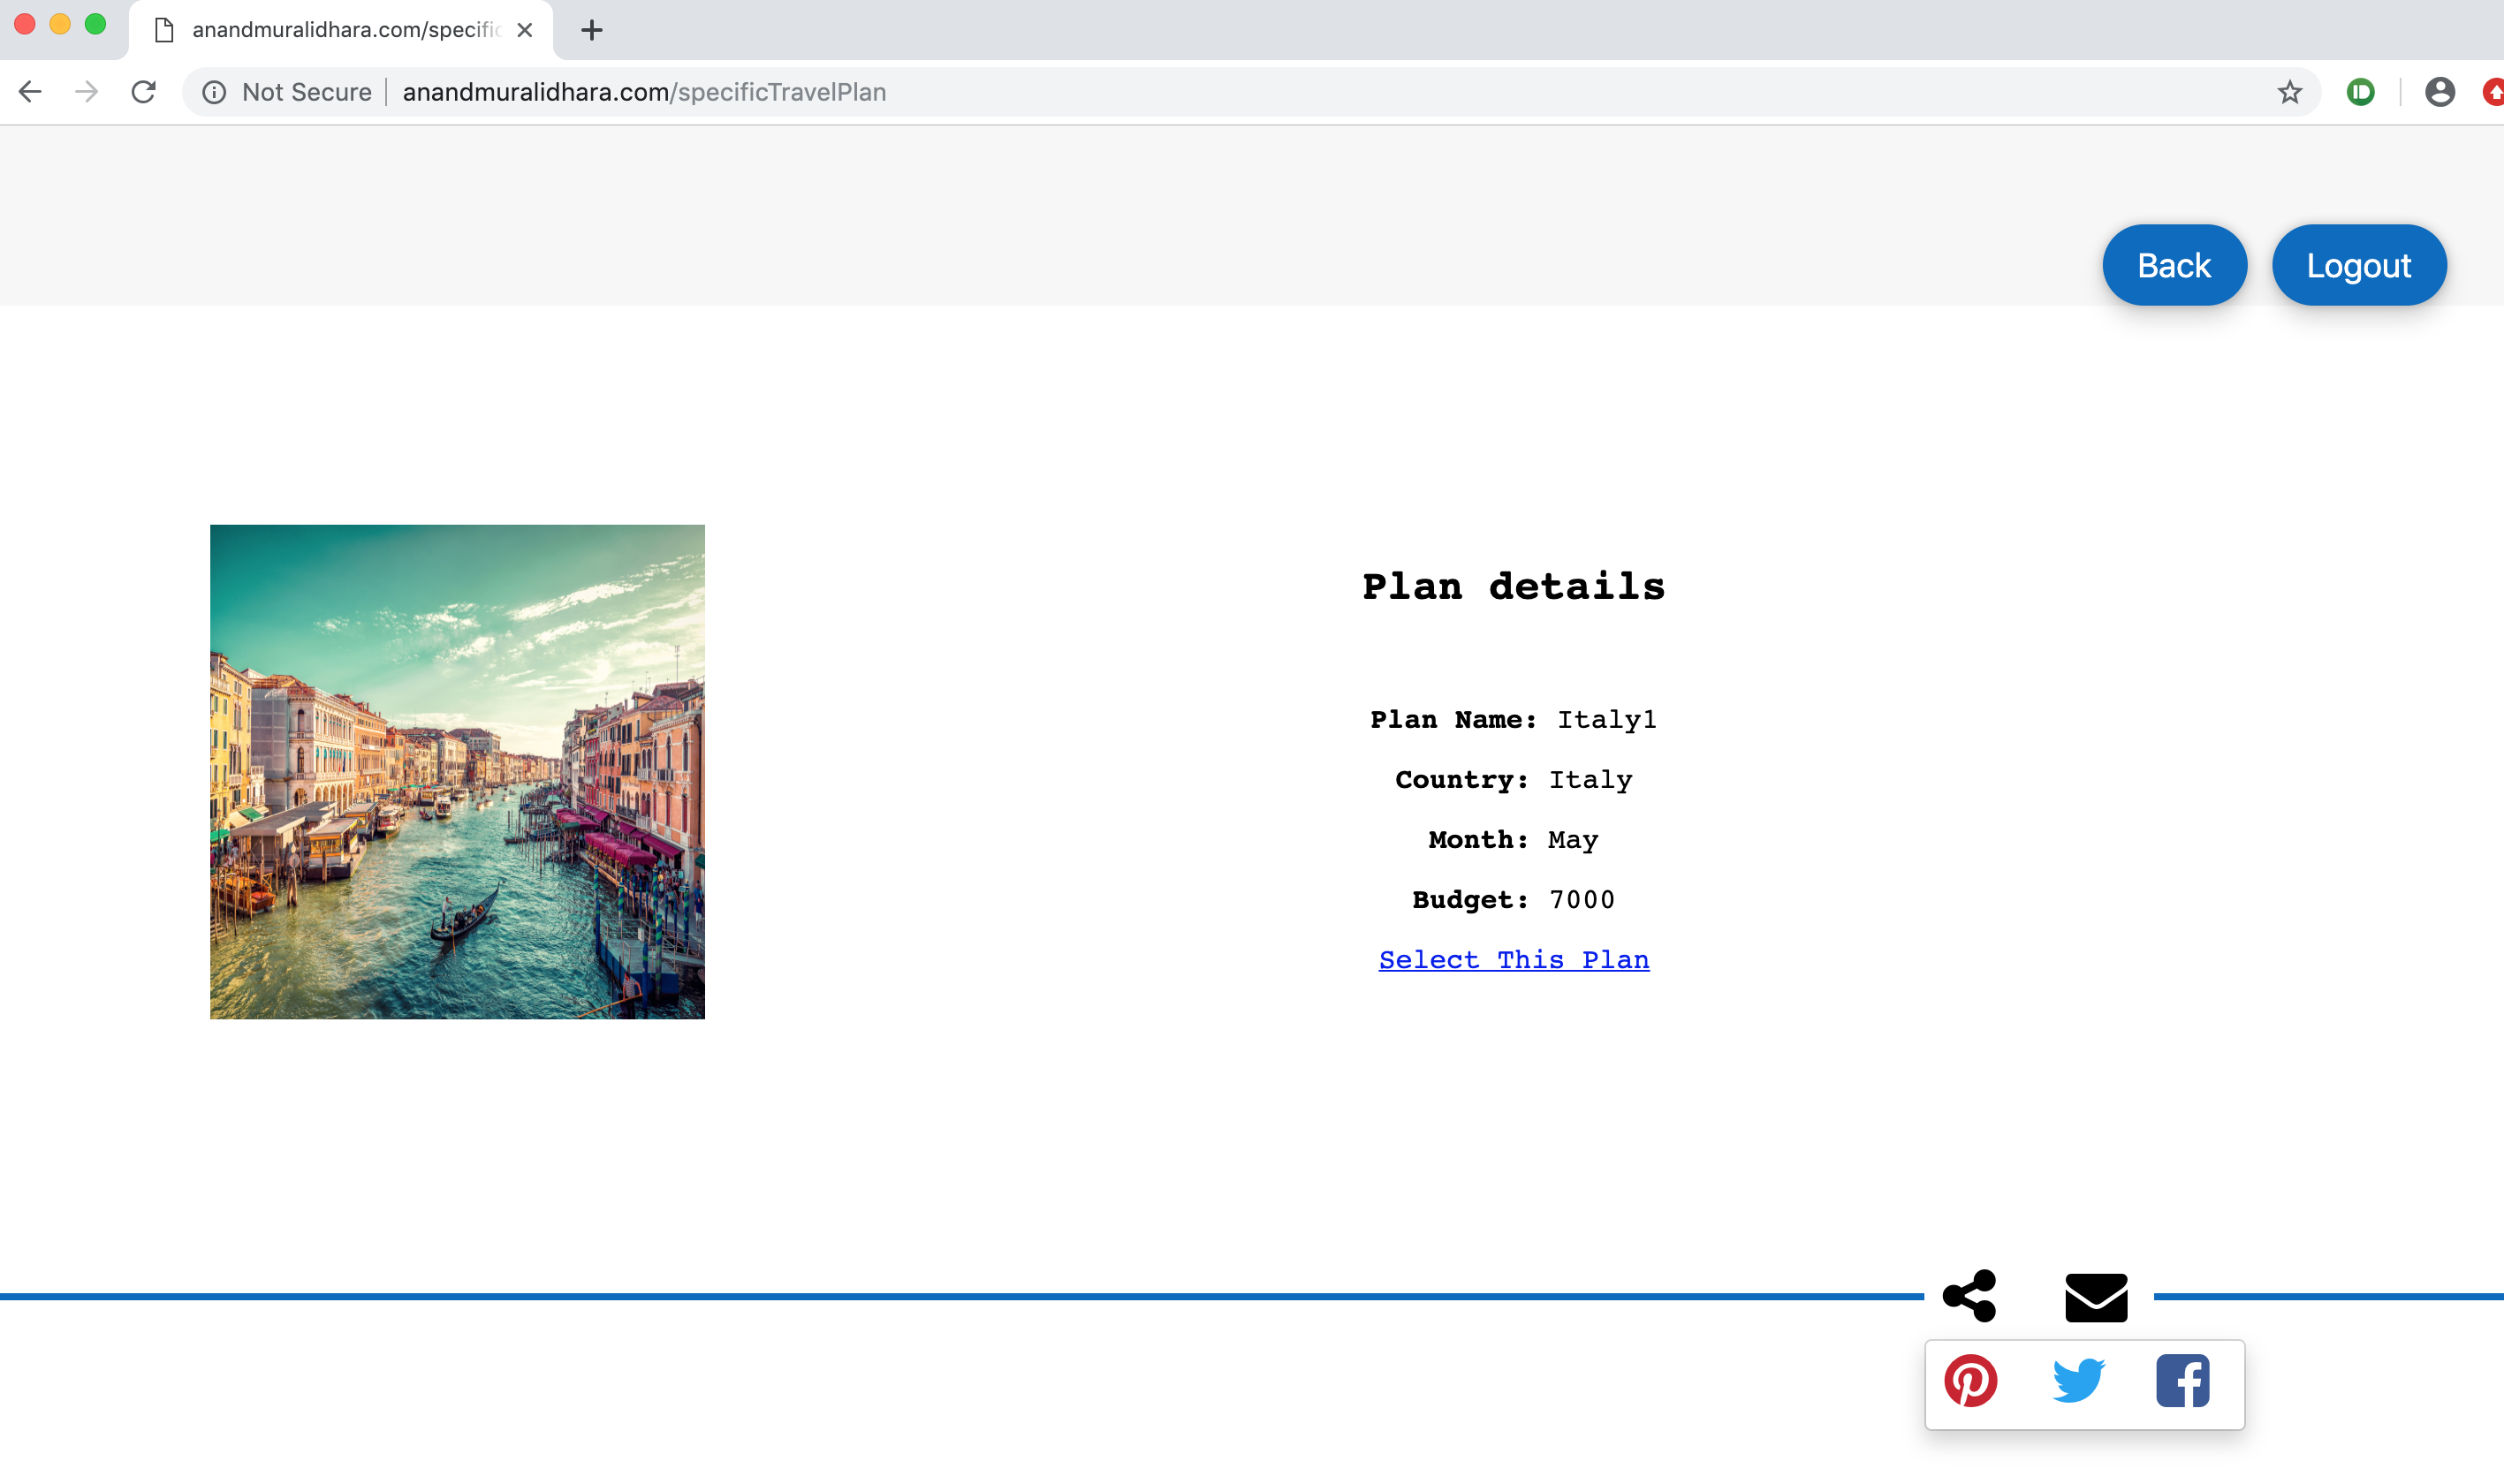 anandmuralidhara.com/specific
Not Secure | anandmuralidhara.com/specificTravelPlan
Back
Logout
Plan details
Plan Name: Italy1
Country: Italy
Month: May
Budget: 7000
Select This Plan